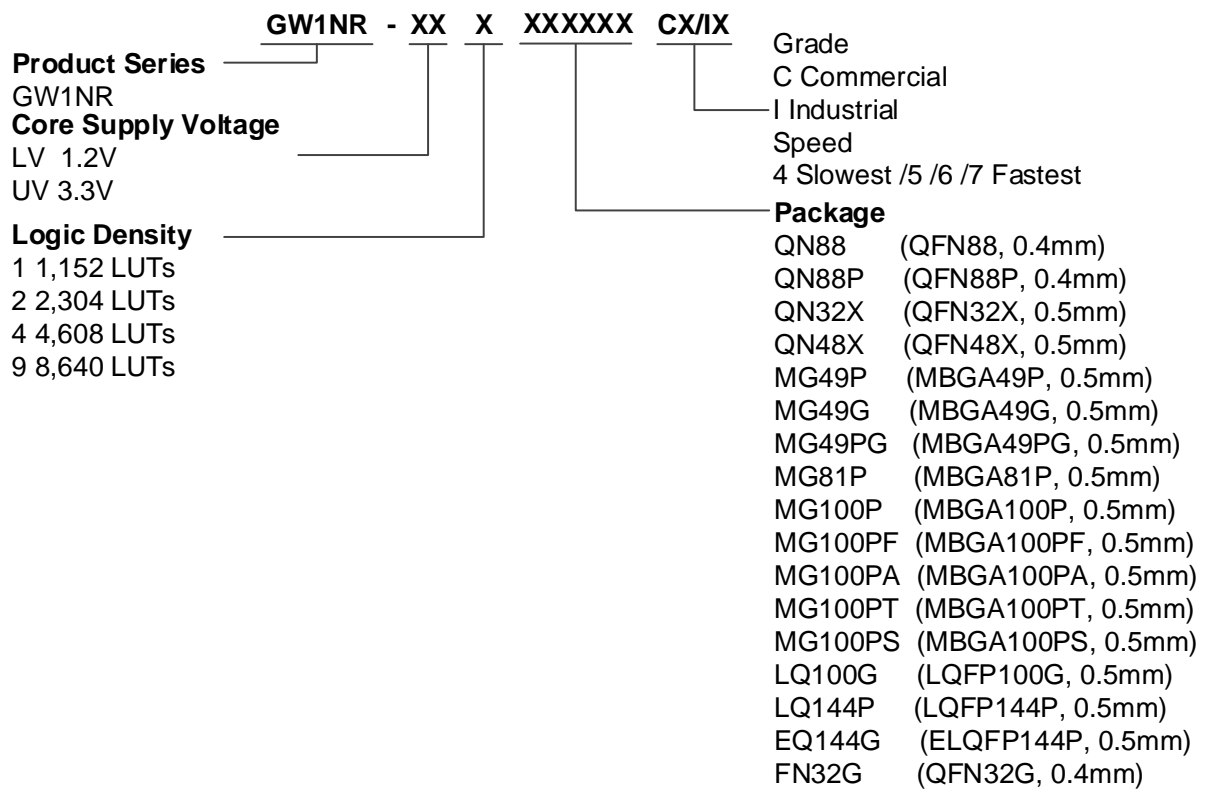 GW1NR - XX X XXXXXX CX/IX
Product Series
GW1NR
Core Supply Voltage
LV 1.2V
UV 3.3V
Logic Density
1 1,152 LUTs
2 2,304 LUTs
4 4,608 LUTs
9 8,640 LUTs
Grade
C Commercial
I Industrial
Speed
4 Slowest /5 /6 /7 Fastest
Package
QN88 (QFN88, 0.4mm)
QN88P (QFN88P, 0.4mm)
QN32X (QFN32X, 0.5mm)
QN48X (QFN48X, 0.5mm)
MG49P (MBGA49P, 0.5mm)
MG49G (MBGA49G, 0.5mm)
MG49PG (MBGA49PG, 0.5mm)
MG81P (MBGA81P, 0.5mm)
MG100P (MBGA100P, 0.5mm)
MG100PF (MBGA100PF, 0.5mm)
MG100PA (MBGA100PA, 0.5mm)
MG100PT (MBGA100PT, 0.5mm)
MG100PS (MBGA100PS, 0.5mm)
LQ100G (LQFP100G, 0.5mm)
LQ144P (LQFP144P, 0.5mm)
EQ144G (ELQFP144P, 0.5mm)
FN32G (QFN32G, 0.4mm)